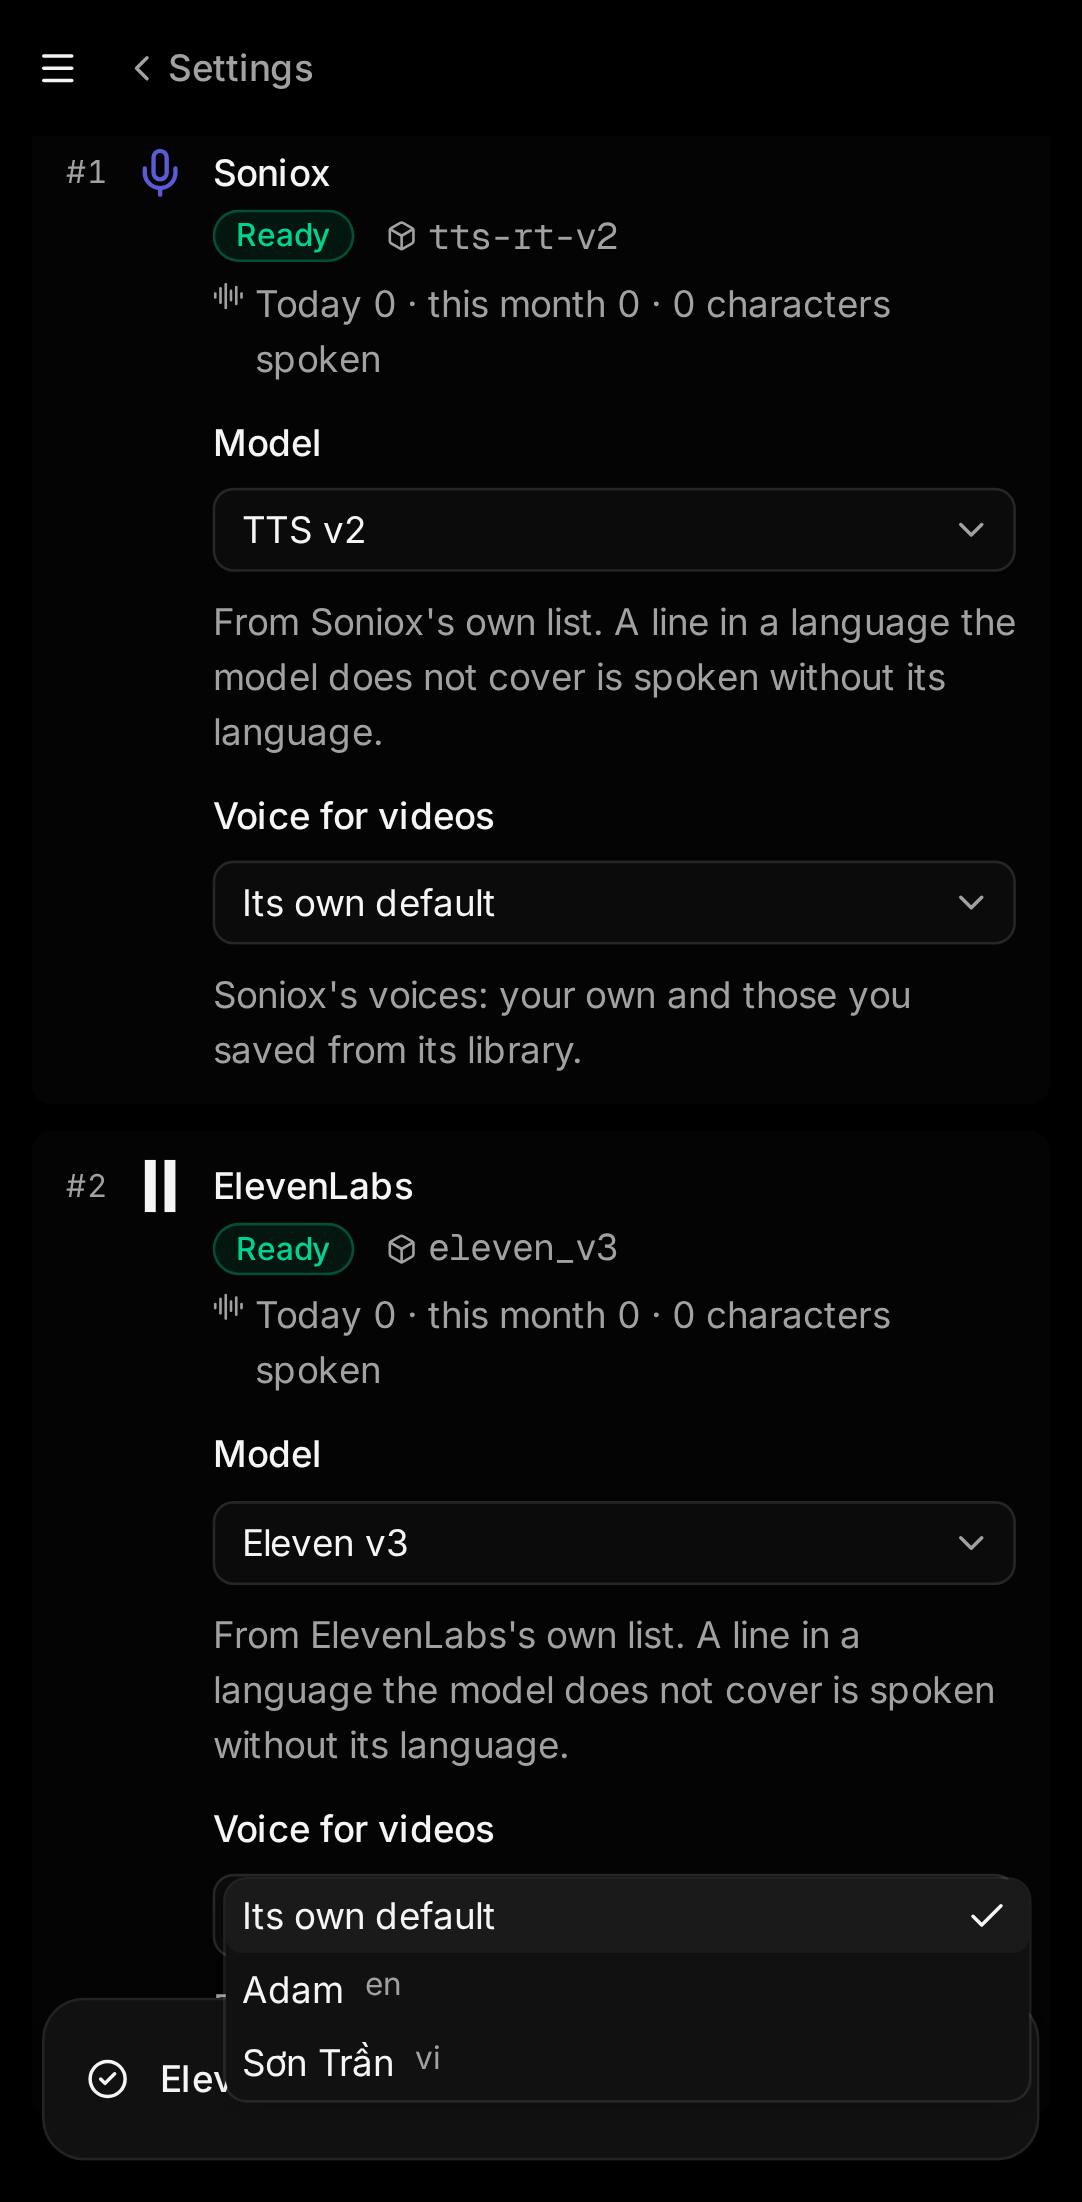 Settings
#1 Soniox
Ready tts-rt-v2
Today 0 · this month 0 · 0 characters
spoken
Model
TTS v2
From Soniox's own list. A line in a language the
model does not cover is spoken without its
language.
Voice for videos
Its own default
Soniox's voices: your own and those you
saved from its library.
#2 ElevenLabs
Ready eleven_v3
Today 0 · this month 0 · 0 characters
spoken
Model
Eleven v3
From ElevenLabs's own list. A line in a
language the model does not cover is spoken
without its language.
Voice for videos
Its own default
Adam en
Sơn Trần vi